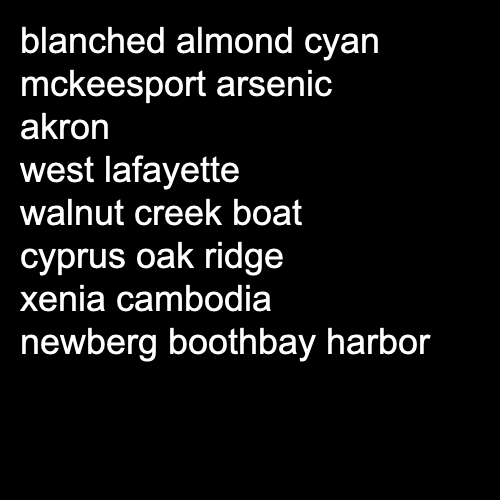 blanched almond cyan
mckeesport arsenic
akron
west lafayette
walnut creek boat
cyprus oak ridge
xenia cambodia
newberg boothbay harbor